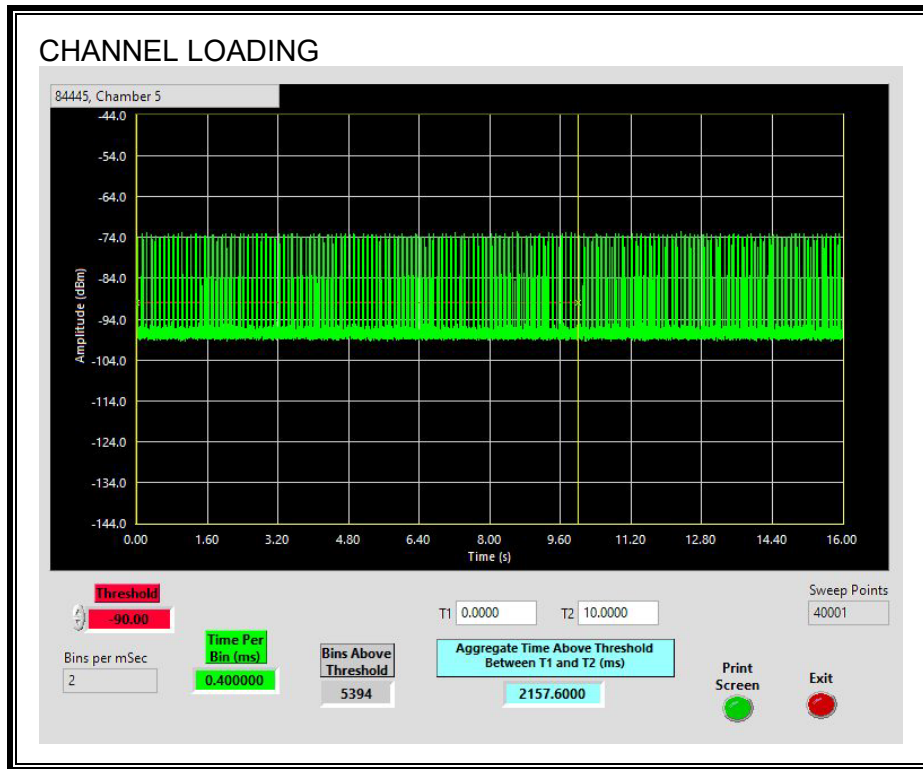 CHANNEL LOADING
84445, Chamber 5
-44.0
-54.0
-64.0
-74.0
-84.0
-94.0
-104.0
-114.0
-124.0
-134.0
-144.0
Amplitude (dBm)
0.00 1.60 3.20 4.80 6.40 8.00 9.60 11.20 12.80 14.40 16.00
Time (s)
Threshold
-90.00
Bins per mSec
2
Time Per
Bin (ms)
0.400000
Bins Above
Threshold
5394
T1 0.0000 T2 10.0000
Aggregate Time Above Threshold
Between T1 and T2 (ms)
2157.6000
Sweep Points
40001
Print
Screen
Exit